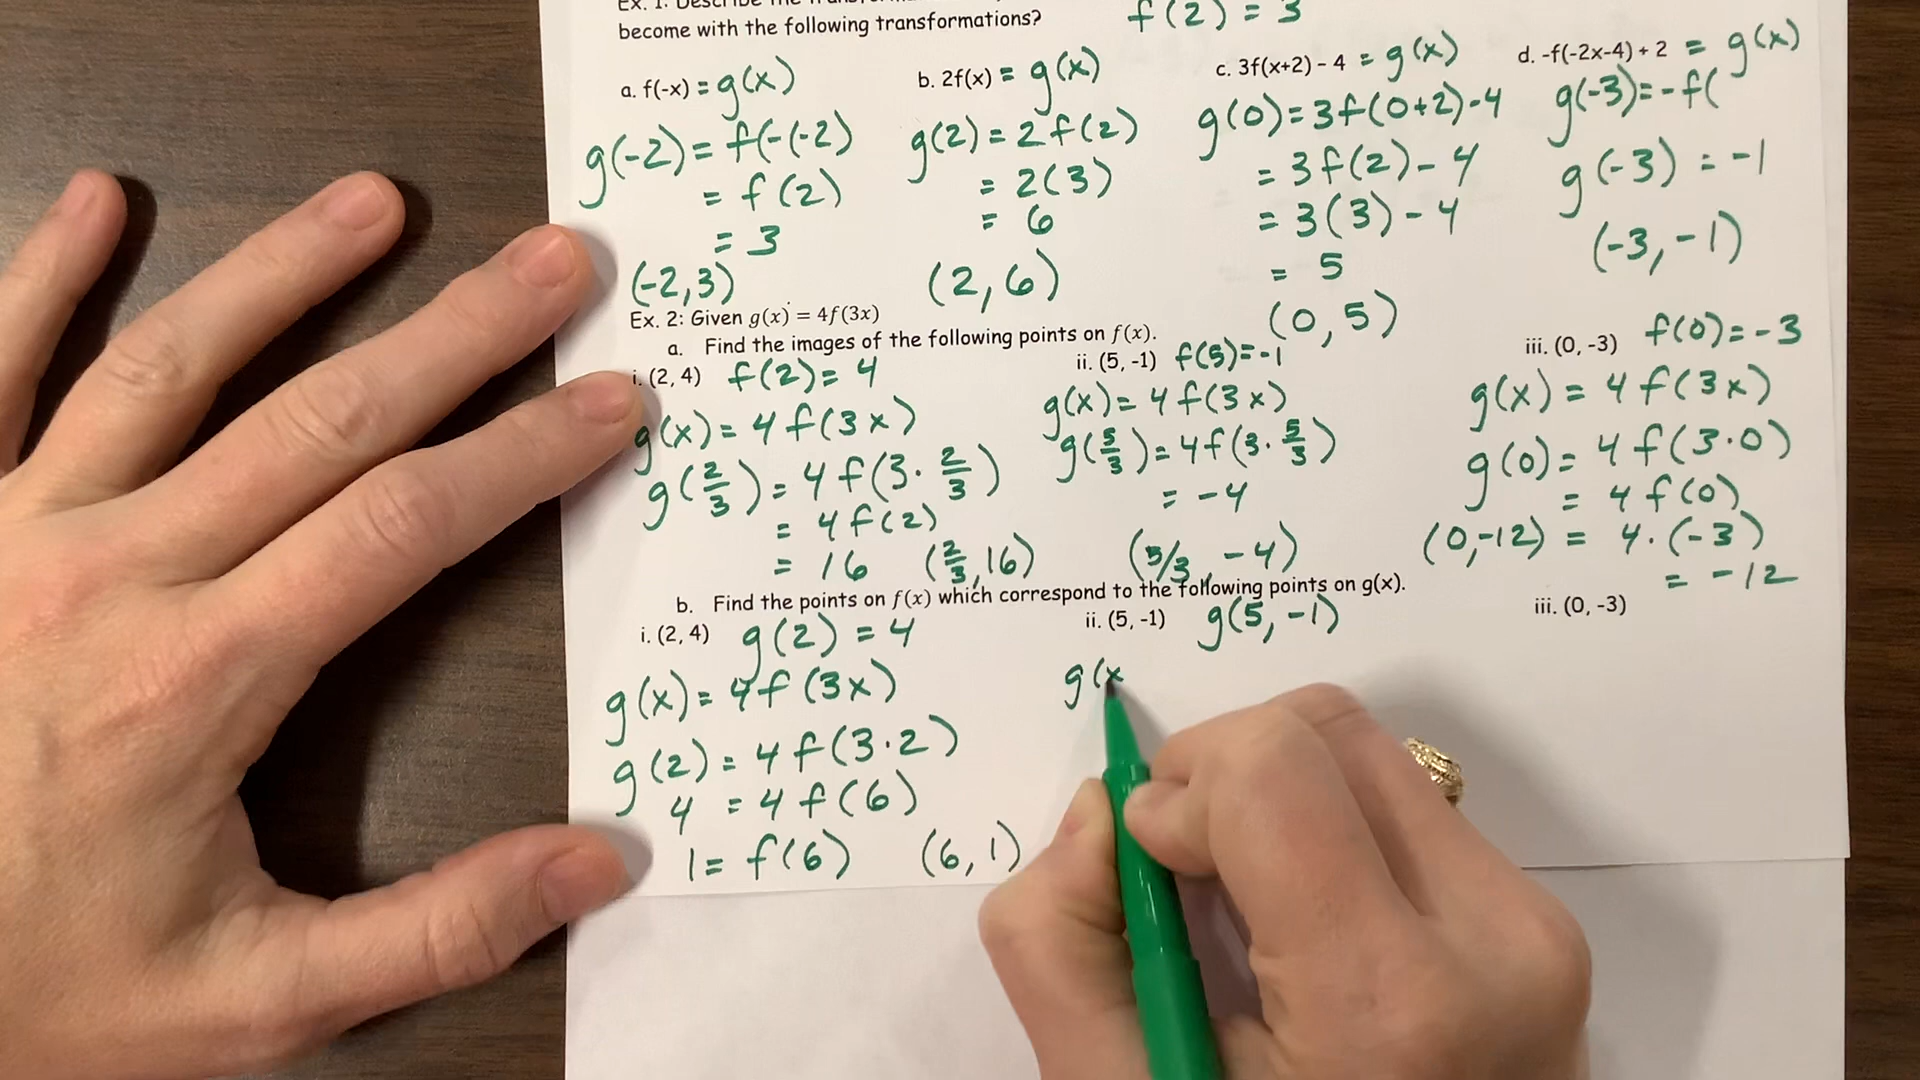 become with the following transformations? f(2) = 3
a. f(-x) = g(x)
g(-2) = f(-(-2)
= f(2)
= 3
(-2,3)
b. 2f(x) = g(x)
g(2) = 2f(2)
= 2(3)
= 6
(2,6)
c. 3f(x+2) - 4 = g(x)
g(0) = 3f(0+2)-4
= 3f(2) - 4
= 3(3) - 4
= 5
(0,5)
d. -f(-2x-4) + 2 = g(x)
g(-3) = -f(
g(-3) = -1
(-3,-1)
Ex. 2: Given g(x) = 4f(3x)
a. Find the images of the following points on f(x).
i. (2, 4) f(2) = 4
g(x) = 4f(3x)
g(2/3) = 4f(3·2/3)
= 4f(2)
= 16 (2/3,16)
ii. (5, -1) f(5)=-1
g(x) = 4f(3x)
g(5/3) = 4f(3·5/3)
= -4
(5/3, -4)
iii. (0, -3) f(0) = -3
g(x) = 4f(3x)
g(0) = 4f(3·0)
= 4f(0)
(0,-12) = 4·(-3)
= -12
b. Find the points on f(x) which correspond to the following points on g(x).
i. (2, 4) g(2) = 4
g(x) = 4f(3x)
g(2) = 4f(3·2)
4 = 4f(6)
1 = f(6) (6,1)
ii. (5, -1) g(5,-1)
g(x
iii. (0, -3)